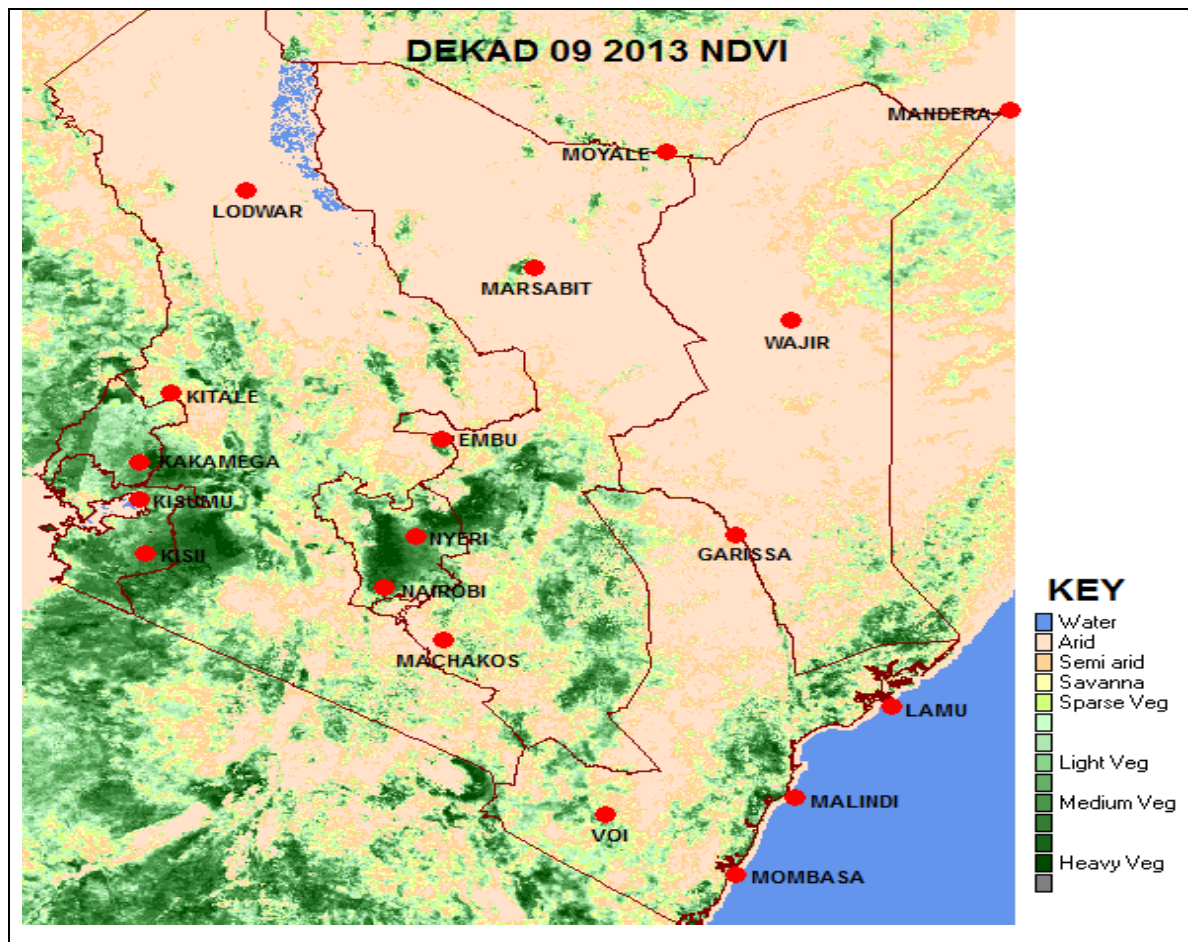 DEKAD 09 2013 NDVI
MANDERA
MOYALE
LODWAR
MARSABIT
WAJIR
KITALE
EMBU
KAKAMEGA
KISUMU
NYERI
GARISSA
KISII
NAIROBI
MACHAKOS
LAMU
MALINDI
VOI
MOMBASA
KEY
Water
Arid
Semi arid
Savanna
Sparse Veg
Light Veg
Medium Veg
Heavy Veg